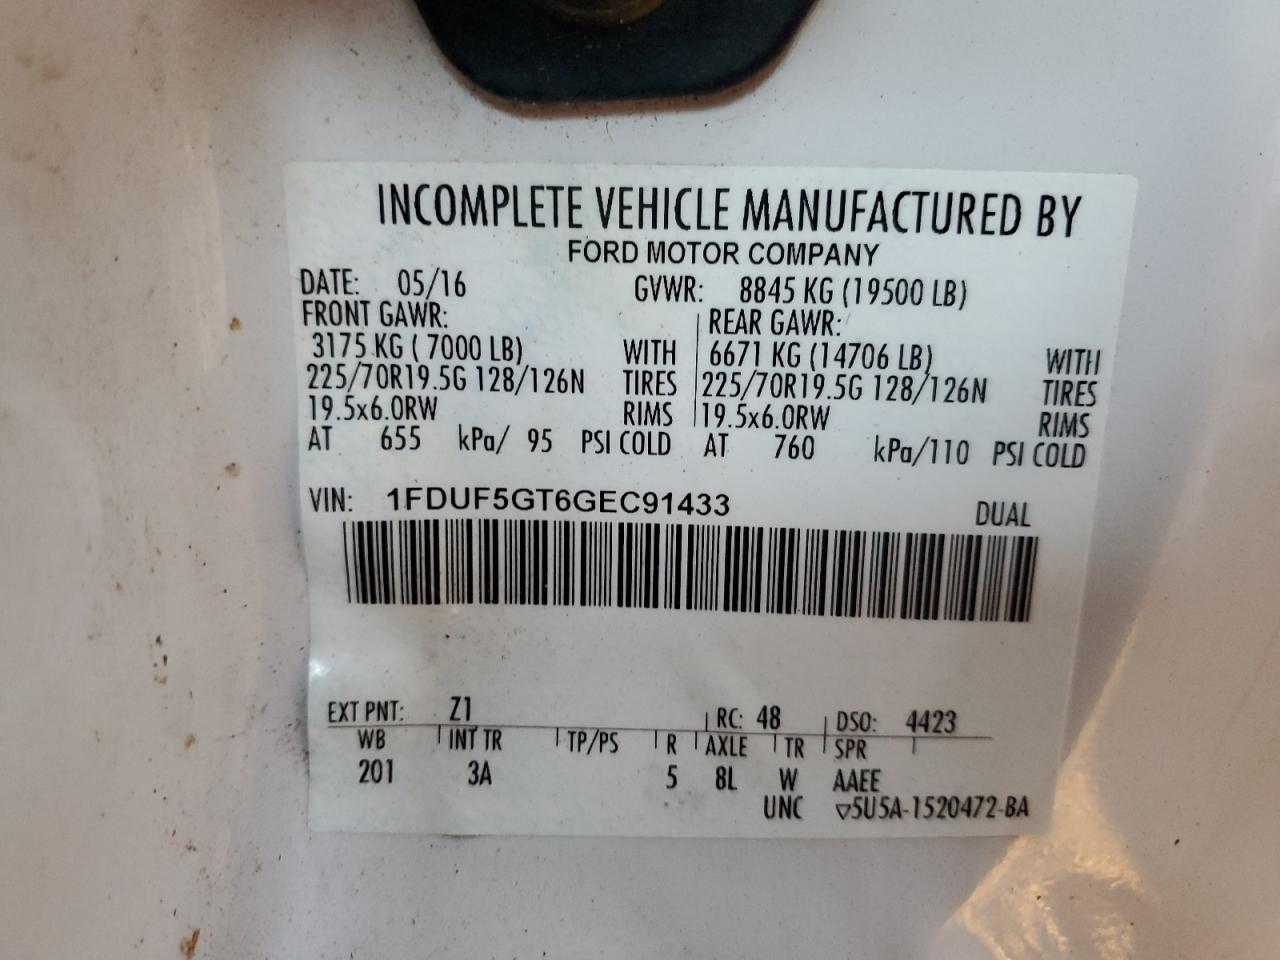 INCOMPLETE VEHICLE MANUFACTURED BY
FORD MOTOR COMPANY
DATE: 05/16 GVWR: 8845 KG (19500 LB)
FRONT GAWR: REAR GAWR:
3175 KG ( 7000 LB) WITH 6671 KG (14706 LB) WITH
225/70R19.5G 128/126N TIRES 225/70R19.5G 128/126N TIRES
19.5x6.0RW RIMS 19.5x6.0RW RIMS
AT 655 kPa/ 95 PSI COLD AT 760 kPa/110 PSI COLD
VIN: 1FDUF5GT6GEC91433 DUAL
EXT PNT: Z1 RC: 48 DSO: 4423
WB INT TR TP/PS R AXLE TR SPR
201 3A 5 8L W AAEE
UNC ▽5U5A-1520472-BA